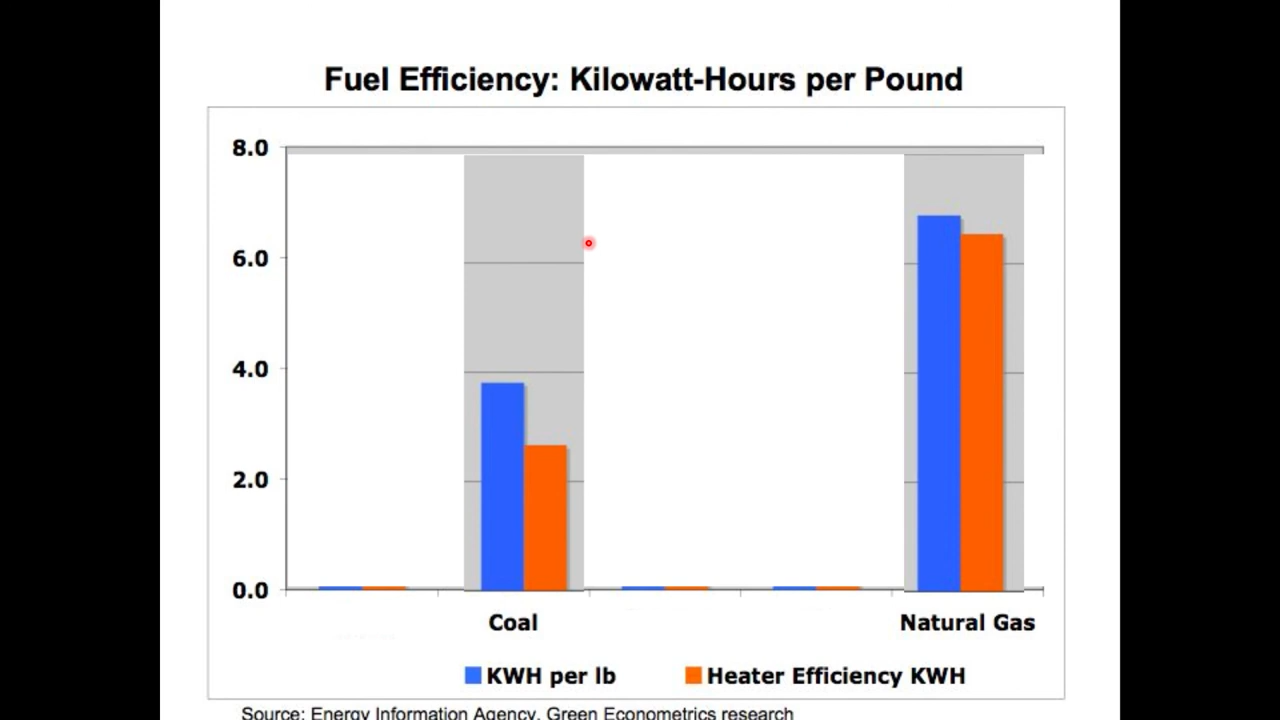 Fuel Efficiency: Kilowatt-Hours per Pound
8.0
6.0
4.0
2.0
0.0
Coal
Natural Gas
KWH per lb
Heater Efficiency KWH
Source: Energy Information Agency, Green Econometrics research